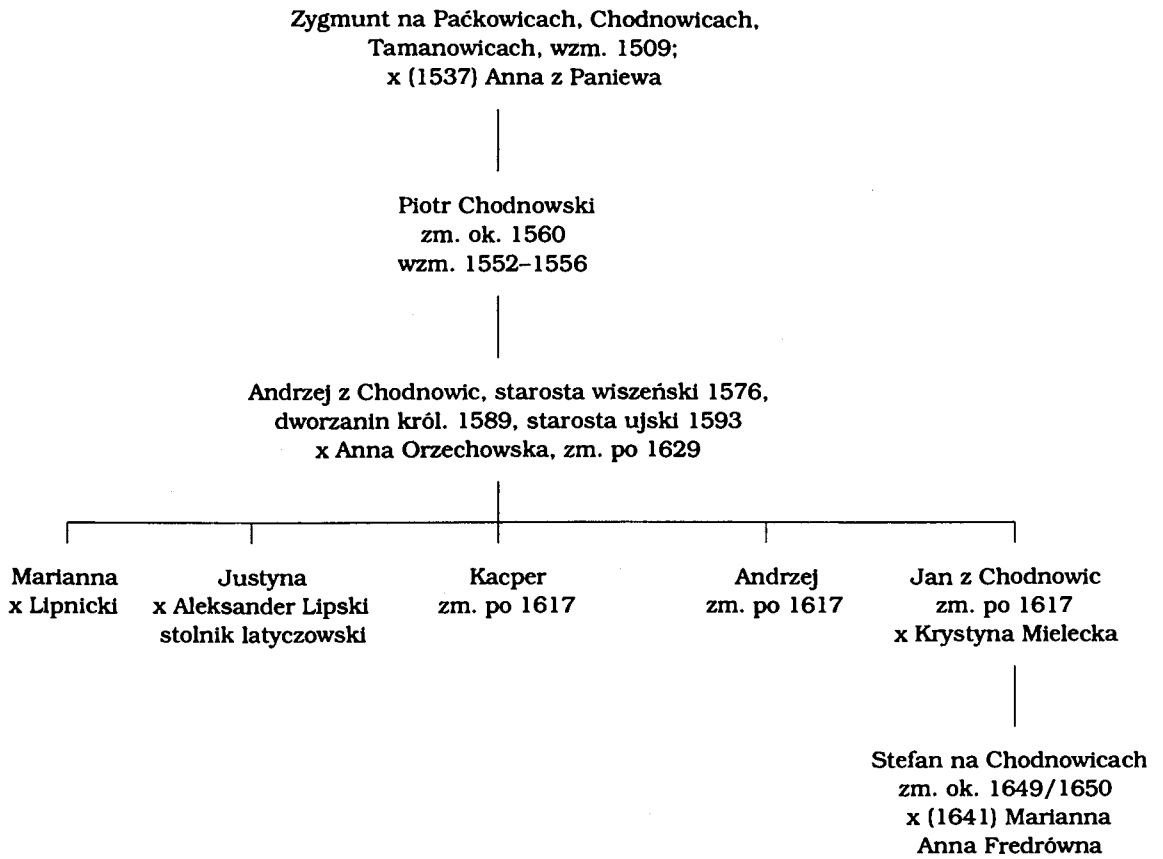 Zygmunt na Paćkowicach, Chodnowicach,
Tamanowicach, wzm. 1509;
x (1537) Anna z Paniewa
Piotr Chodnowski
zm. ok. 1560
wzm. 1552–1556
Andrzej z Chodnowic, starosta wiszeński 1576,
dworzanin król. 1589, starosta ujski 1593
x Anna Orzechowska, zm. po 1629
Marianna
x Lipnicki
Justyna
x Aleksander Lipski
stolnik latyczowski
Kacper
zm. po 1617
Andrzej
zm. po 1617
Jan z Chodnowic
zm. po 1617
x Krystyna Mielecka
Stefan na Chodnowicach
zm. ok. 1649/1650
x (1641) Marianna
Anna Fredrówna